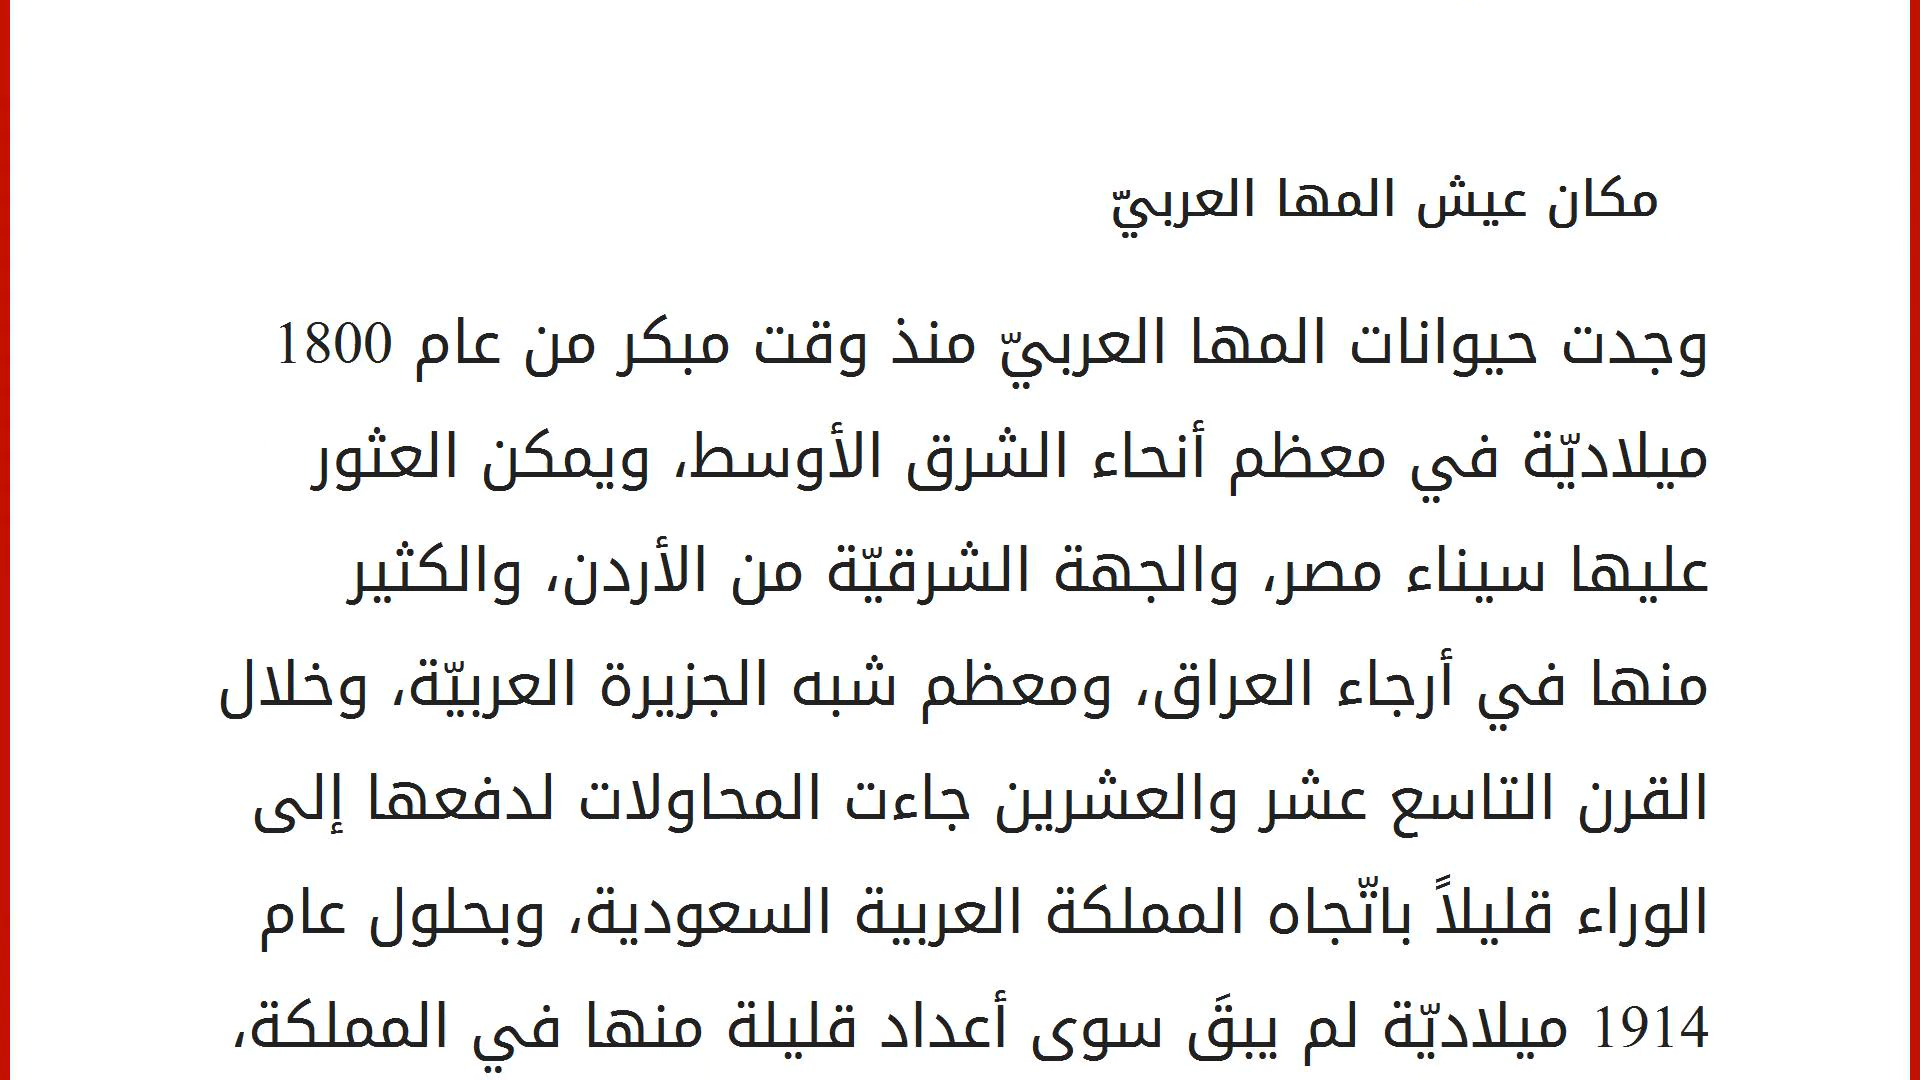 مكان عيش المها العربيّ
وجدت حيوانات المها العربيّ منذ وقت مبكر من عام 1800
ميلاديّة في معظم أنحاء الشرق الأوسط، ويمكن العثور
عليها سيناء مصر، والجهة الشرقيّة من الأردن، والكثير
منها في أرجاء العراق، ومعظم شبه الجزيرة العربيّة، وخلال
القرن التاسع عشر والعشرين جاءت المحاولات لدفعها إلى
الوراء قليلاً باتّجاه المملكة العربية السعودية، وبحلول عام
1914 ميلاديّة لم يبقَ سوى أعداد قليلة منها في المملكة،